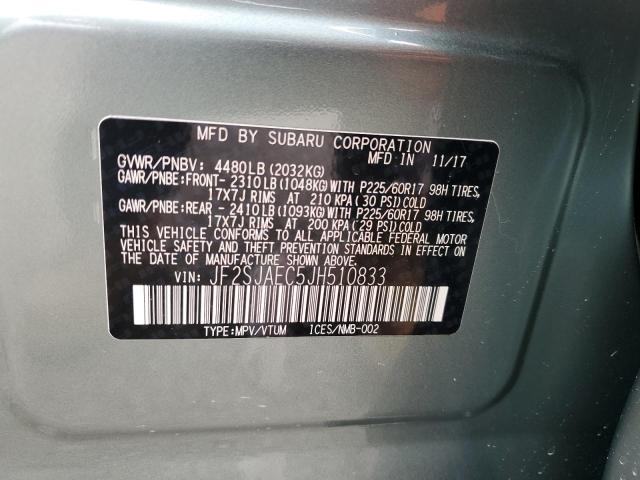 MFD BY SUBARU CORPORATION
MFD IN 11/17
GVWR/PNBV: 4480LB(2032KG)
GAWR/PNBE:FRONT-2310LB(1048KG)WITH P225/60R17 98H TIRES,
17X7J RIMS AT 210 KPA(30 PSI)COLD
GAWR/PNBE:REAR -2410LB(1093KG)WITH P225/60R17 98H TIRES,
17X7J RIMS AT 200 KPA(29 PSI)COLD
THIS VEHICLE CONFORMS TO ALL APPLICABLE FEDERAL MOTOR
VEHICLE SAFETY AND THEFT PREVENTION STANDARDS IN EFFECT ON
THE DATE OF MANUFACTURE SHOWN ABOVE.
VIN: JF2SJAEC5JH510833
TYPE:MPV/VTUM ICES/NMB-002